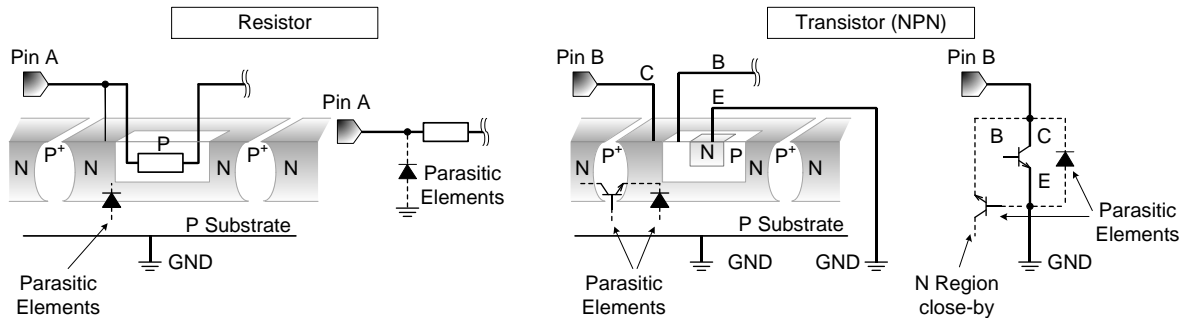 Resistor
Transistor (NPN)
Pin A
Pin A
P
N
P+
N
N
P+
N
Parasitic
Elements
P Substrate
GND
Parasitic
Elements
Pin B
C
B
E
N
P+
N
N
P
P+
N
P Substrate
GND
GND
Parasitic
Elements
Pin B
B
C
E
Parasitic
Elements
GND
N Region
close-by